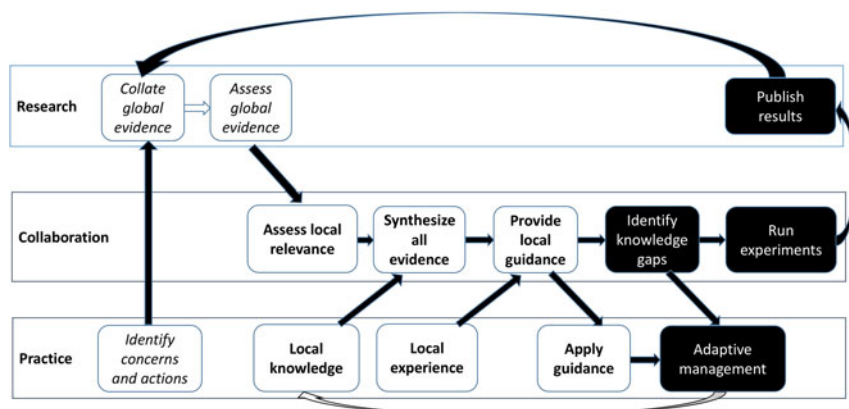 Research
Collate
global
evidence
Assess
global
evidence
Publish
results
Collaboration
Assess local
relevance
Synthesize
all
evidence
Provide
local
guidance
Identify
knowledge
gaps
Run
experiments
Practice
Identify
concerns
and actions
Local
knowledge
Local
experience
Apply
guidance
Adaptive
management